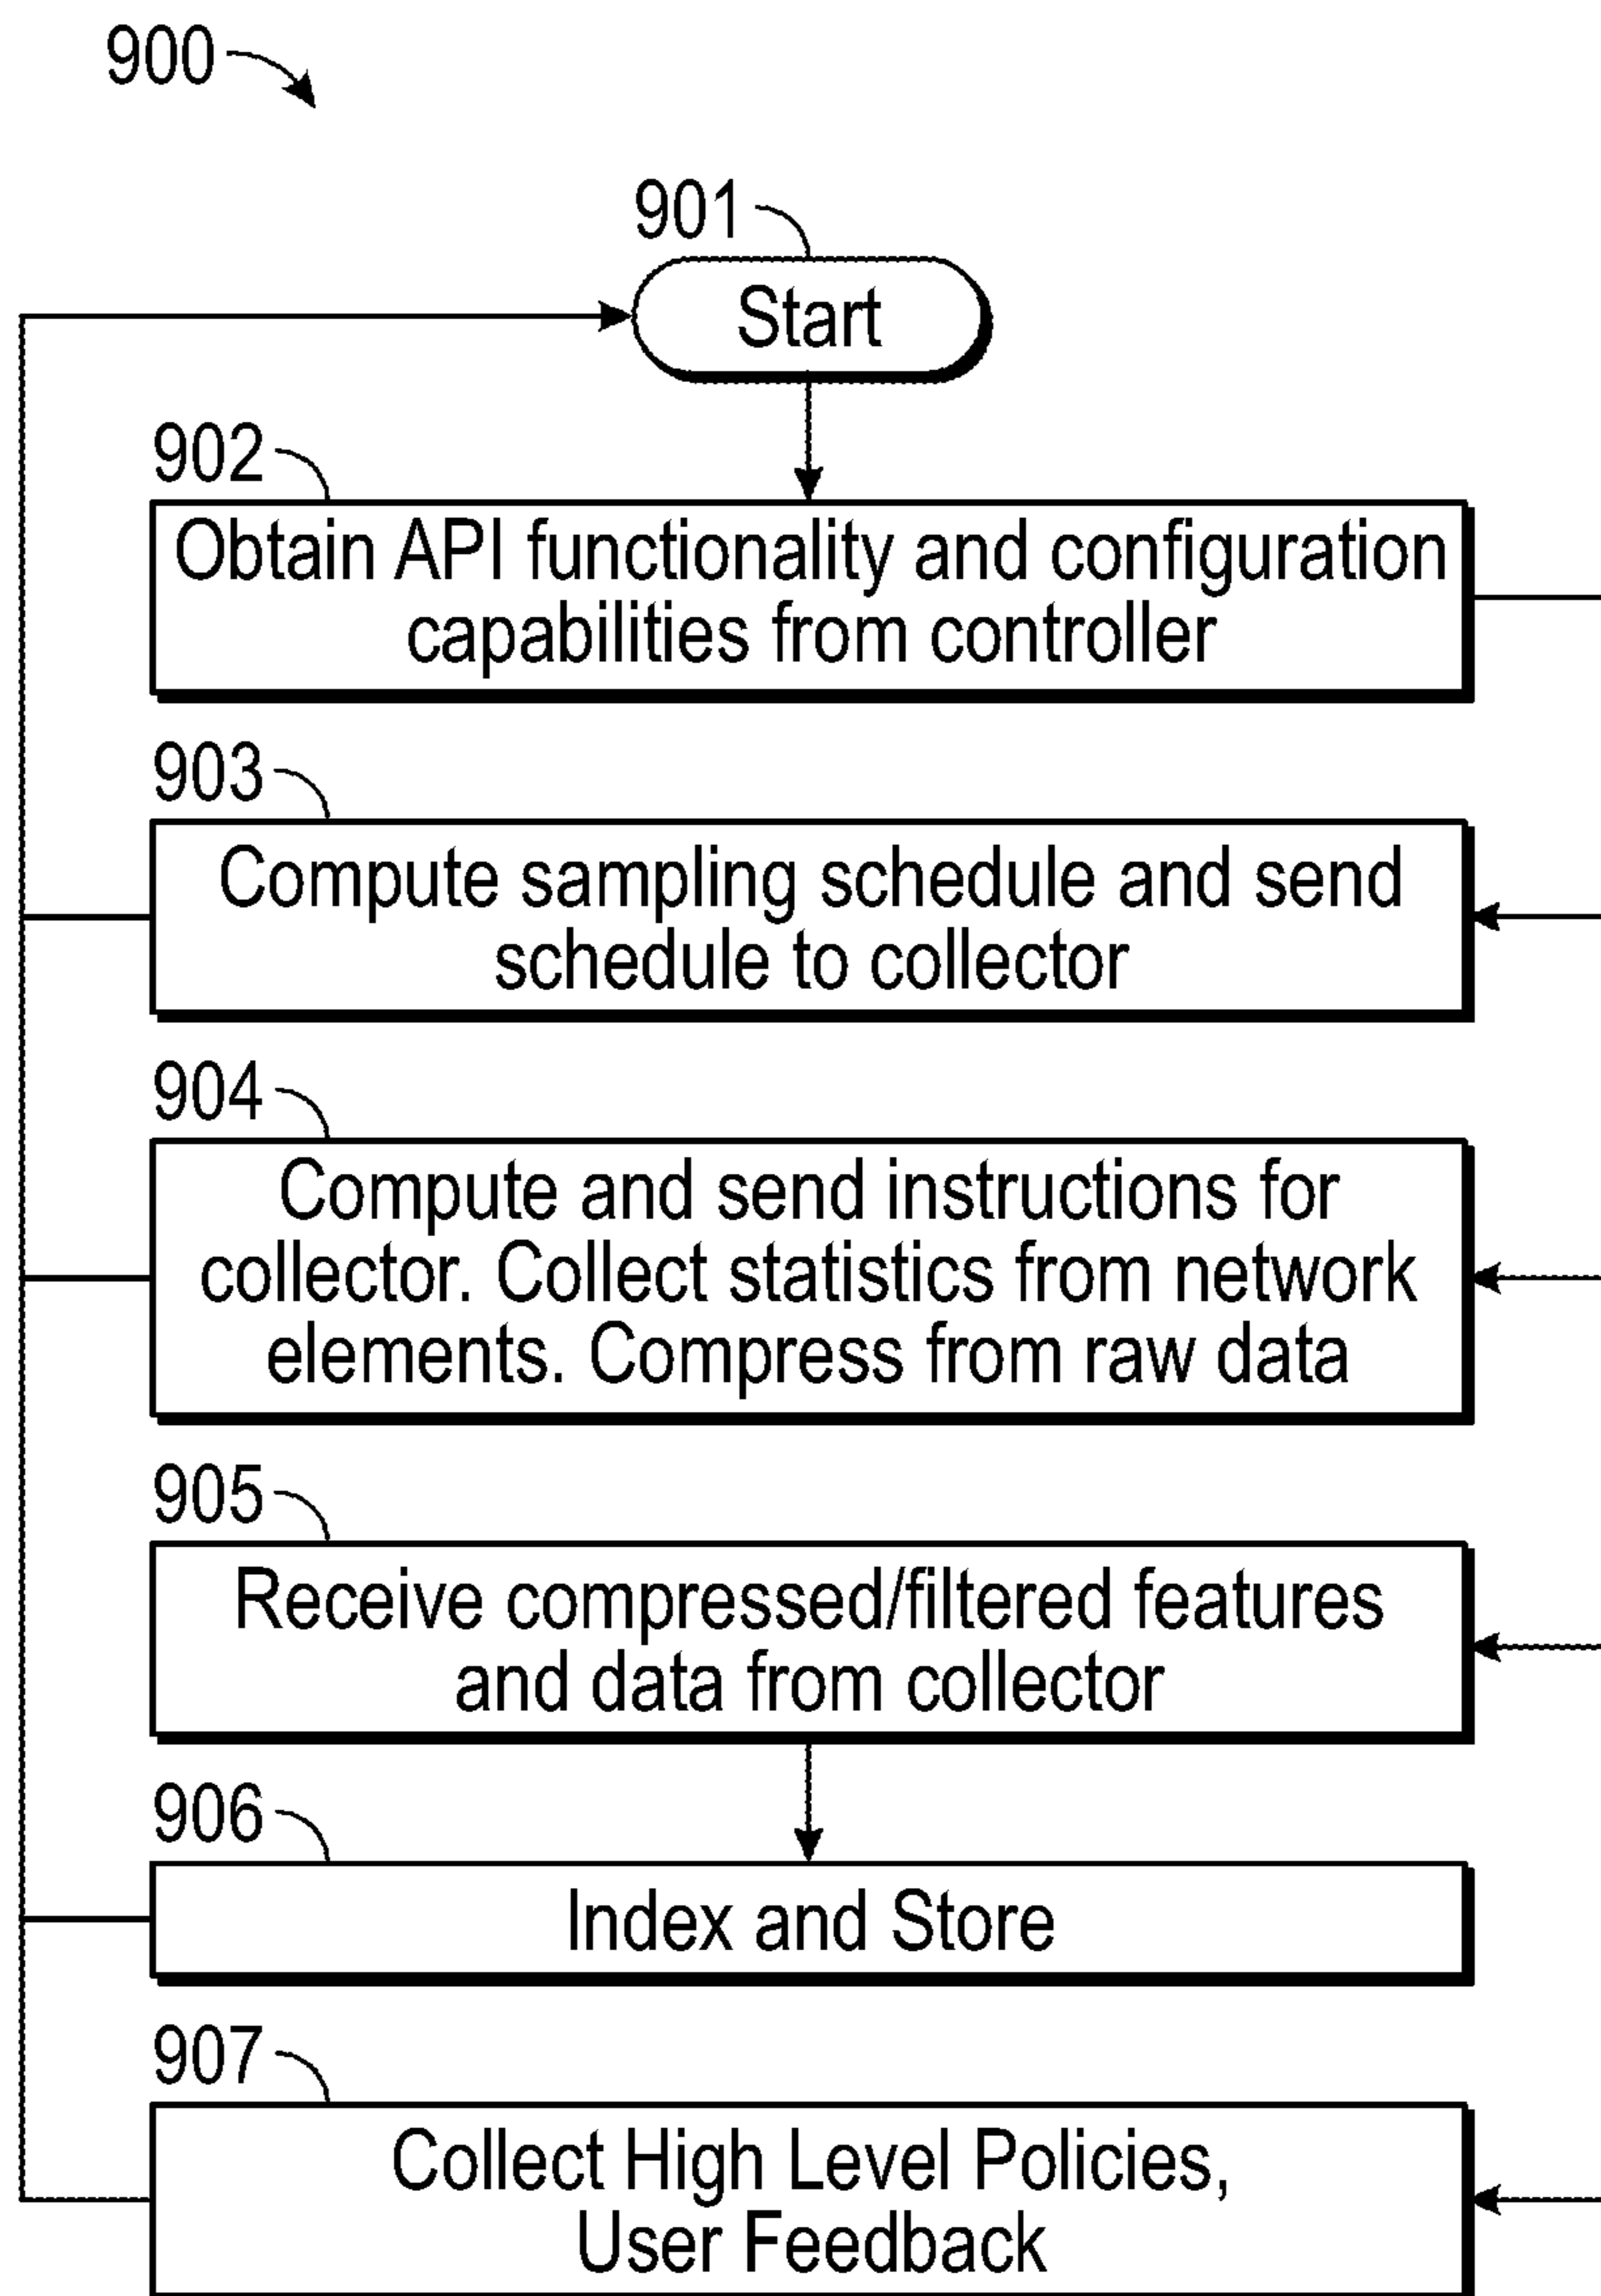 900
901
Start
902
Obtain API functionality and configuration
capabilities from controller
903
Compute sampling schedule and send
schedule to collector
904
Compute and send instructions for
collector. Collect statistics from network
elements. Compress from raw data
905
Receive compressed/filtered features
and data from collector
906
Index and Store
907
Collect High Level Policies,
User Feedback